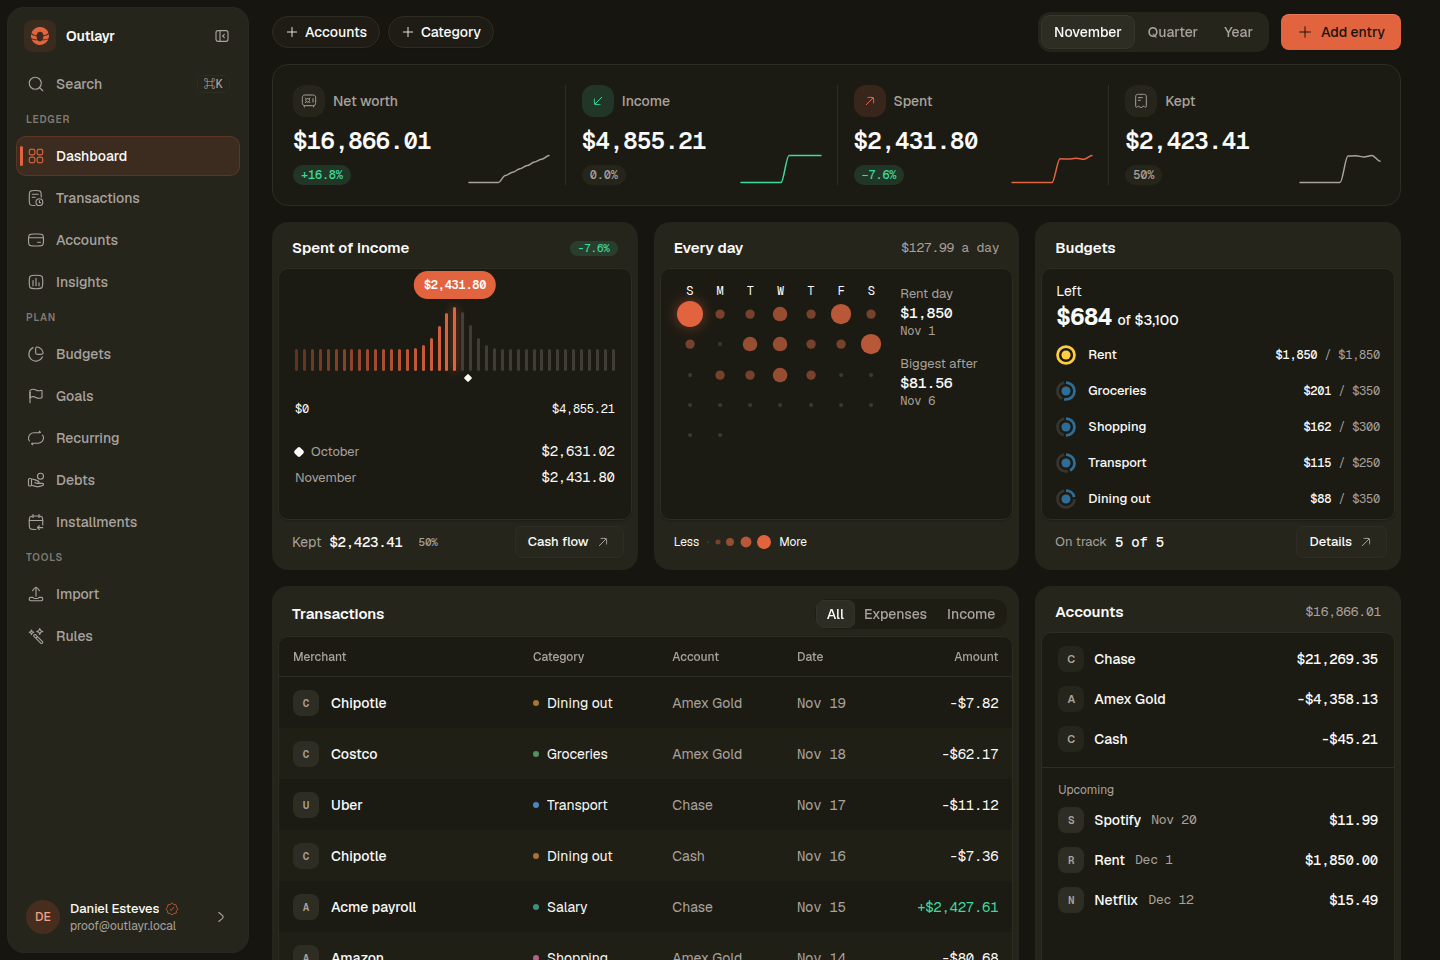 Outlayr
Search ⌘K
LEDGER
Dashboard
Transactions
Accounts
Insights
PLAN
Budgets
Goals
Recurring
Debts
Installments
TOOLS
Import
Rules
DE
Daniel Esteves
proof@outlayr.local
+ Accounts + Category
November Quarter Year
+ Add entry
Net worth
$16,866.01
+16.8%
Income
$4,855.21
0.0%
Spent
$2,431.80
-7.6%
Kept
$2,423.41
50%
Spent of income -7.6%
$2,431.80
$0 $4,855.21
October $2,631.02
November $2,431.80
Kept $2,423.41 50% Cash flow
Every day $127.99 a day
S M T W T F S
Rent day
$1,850
Nov 1
Biggest after
$81.56
Nov 6
Less More
Budgets
Left
$684 of $3,100
Rent $1,850 / $1,850
Groceries $201 / $350
Shopping $162 / $300
Transport $115 / $250
Dining out $88 / $350
On track 5 of 5 Details
Transactions All Expenses Income
Merchant Category Account Date Amount
C Chipotle Dining out Amex Gold Nov 19 -$7.82
C Costco Groceries Amex Gold Nov 18 -$62.17
U Uber Transport Chase Nov 17 -$11.12
C Chipotle Dining out Cash Nov 16 -$7.36
A Acme payroll Salary Chase Nov 15 +$2,427.61
A Amazon Shopping Amex Gold Nov 14 -$80.68
Accounts $16,866.01
C Chase $21,269.35
A Amex Gold -$4,358.13
C Cash -$45.21
Upcoming
S Spotify Nov 20 $11.99
R Rent Dec 1 $1,850.00
N Netflix Dec 12 $15.49